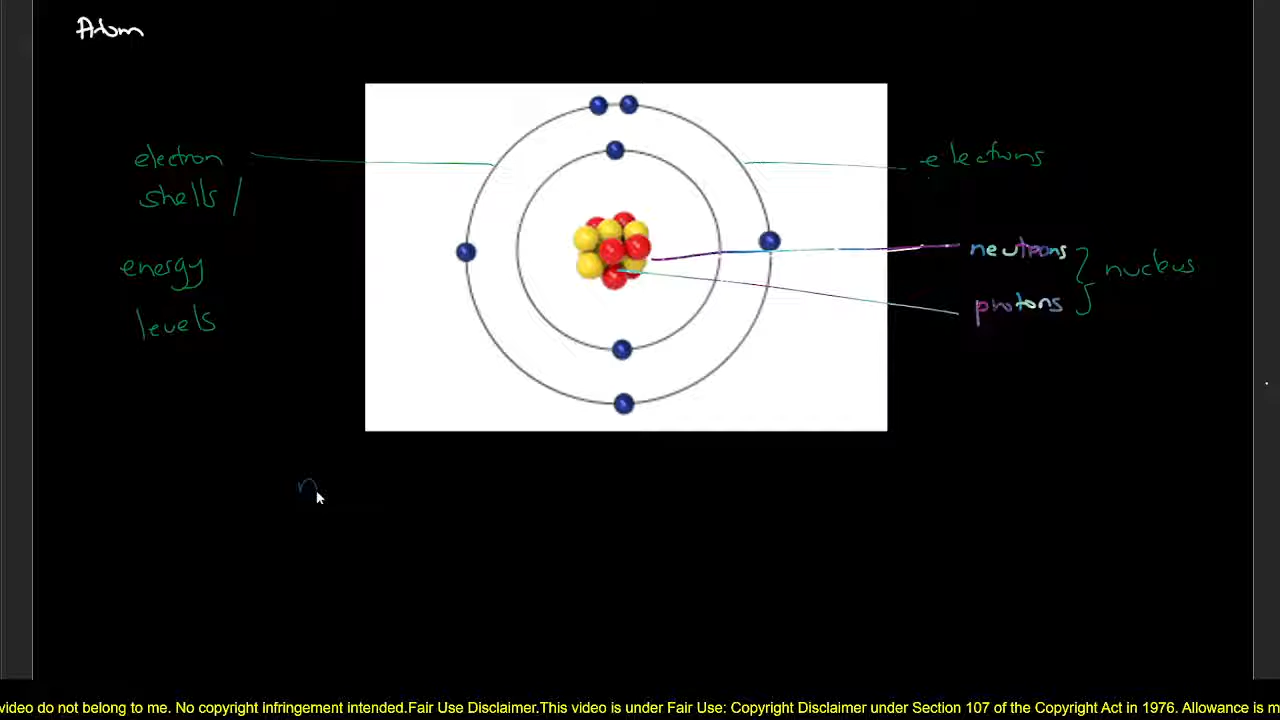 Atom
electron
shells /
energy
levels
electrons
neutrons
protons
nucleus
n
video do not belong to me. No copyright infringement intended.Fair Use Disclaimer.This video is under Fair Use: Copyright Disclaimer under Section 107 of the Copyright Act in 1976. Allowance is m